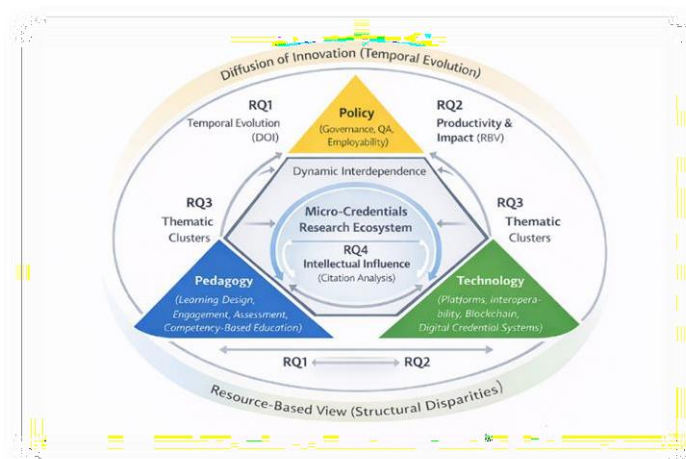 Diffusion of Innovation (Temporal Evolution)
RQ1
Temporal Evolution
(DOI)
Policy
(Governance, QA,
Employability)
RQ2
Productivity &
Impact (RBV)
Dynamic Interdependence
RQ3
Thematic
Clusters
Micro-Credentials
Research Ecosystem
RQ4
Intellectual Influence
(Citation Analysis)
RQ3
Thematic
Clusters
Pedagogy
(Learning Design,
Engagement, Assessment,
Competency-Based Education)
Technology
(Platforms, interopera-
bility, Blockchain,
Digital Credential Systems)
RQ1
RQ2
Resource-Based View (Structural Disparities)